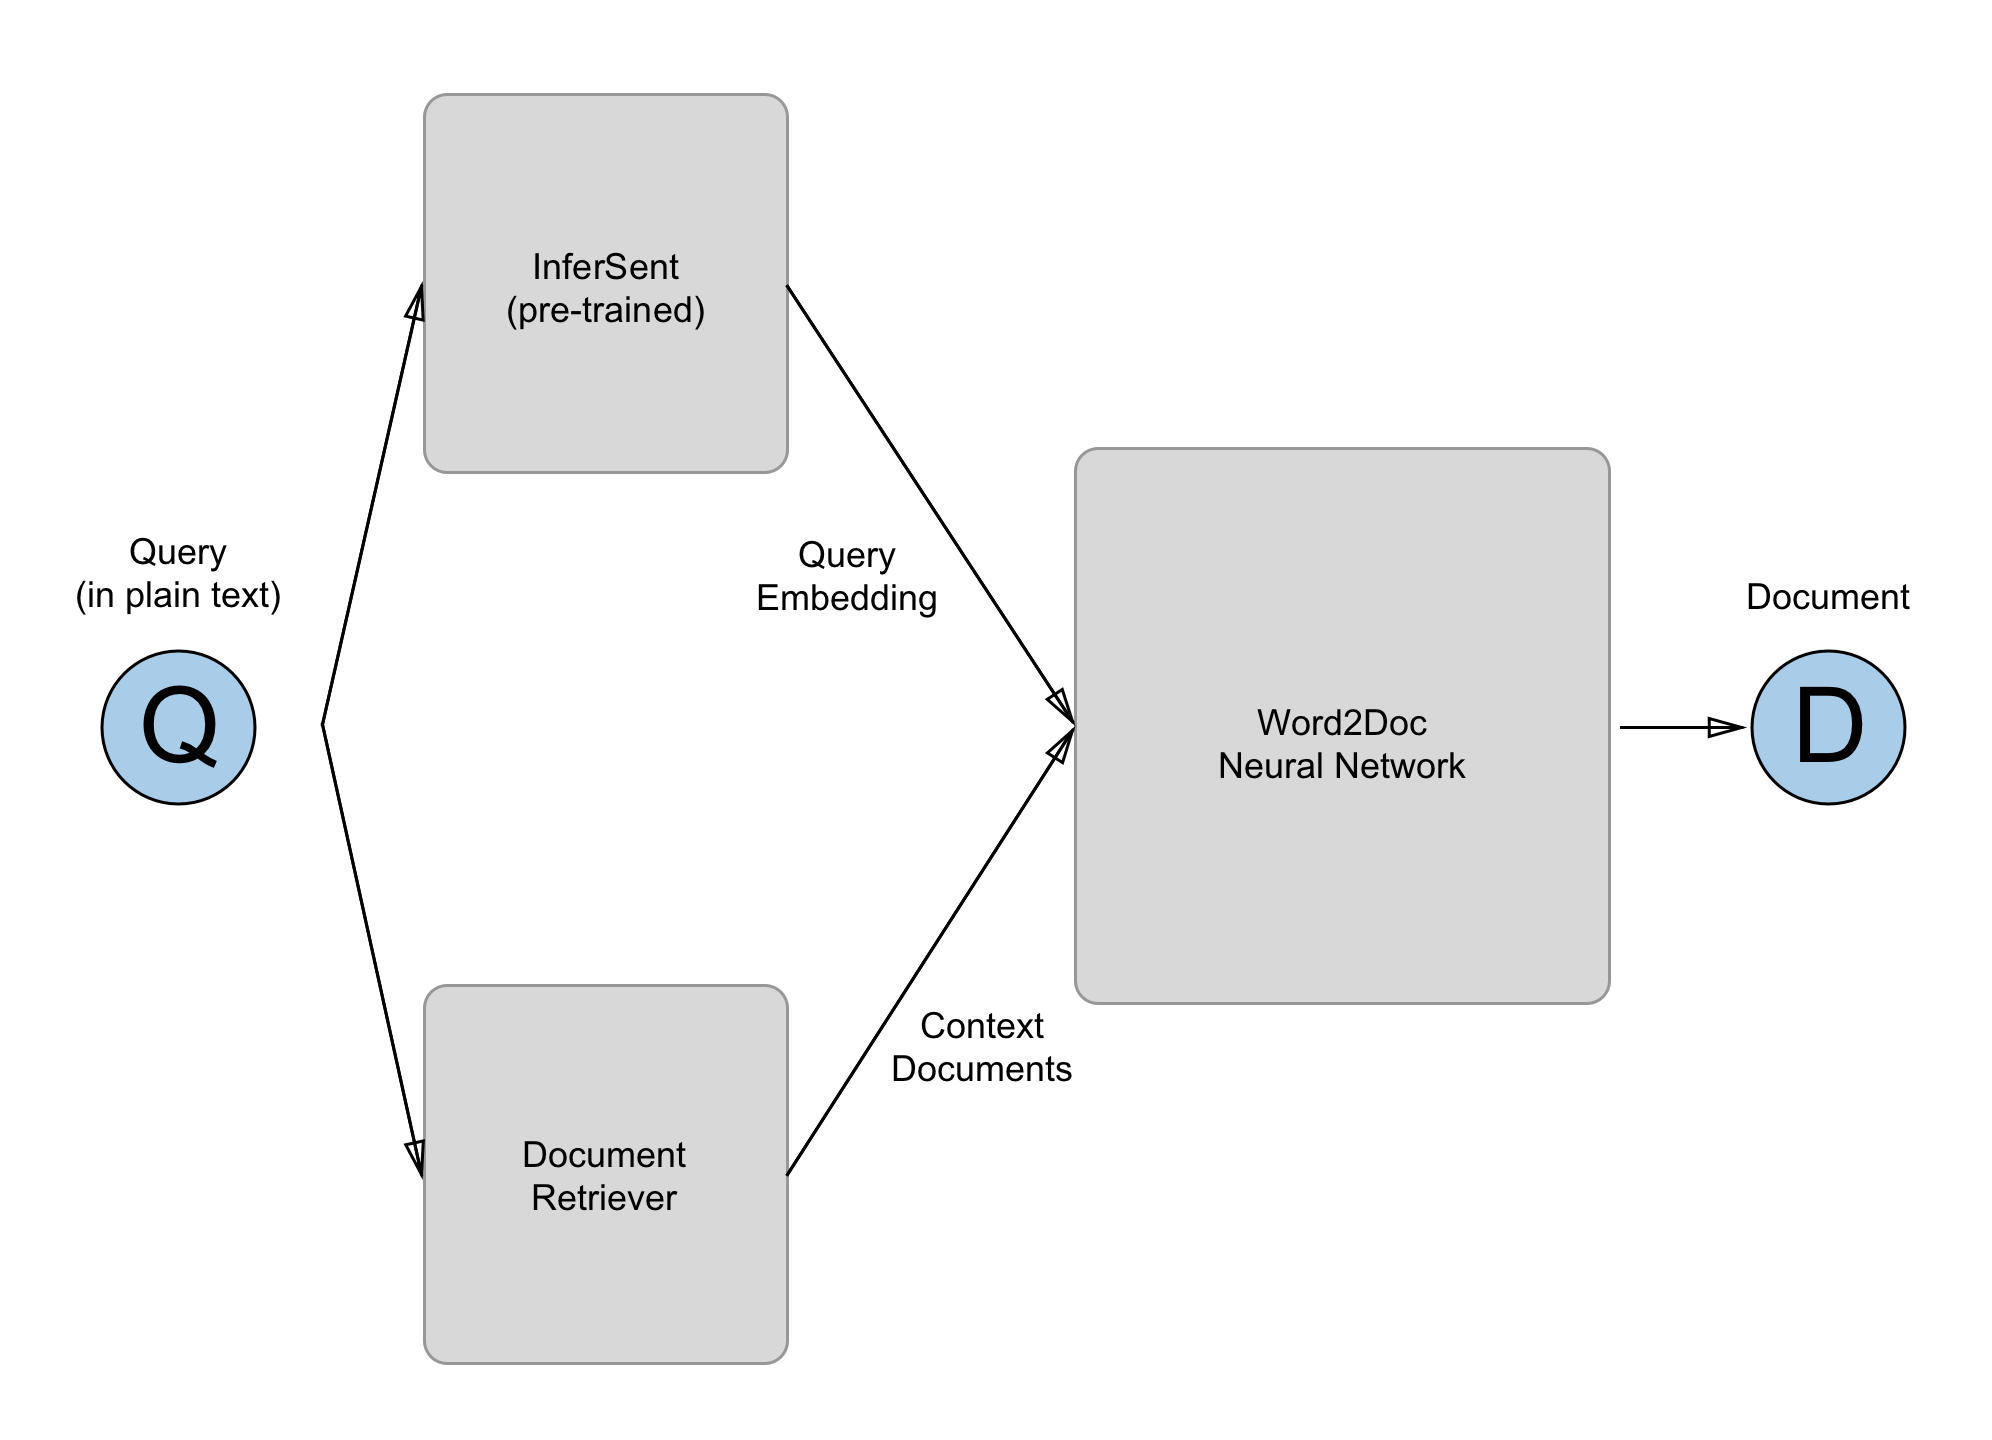 InferSent
(pre-trained)
Query
(in plain text)
Q
Query
Embedding
Word2Doc
Neural Network
Document
D
Context
Documents
Document
Retriever